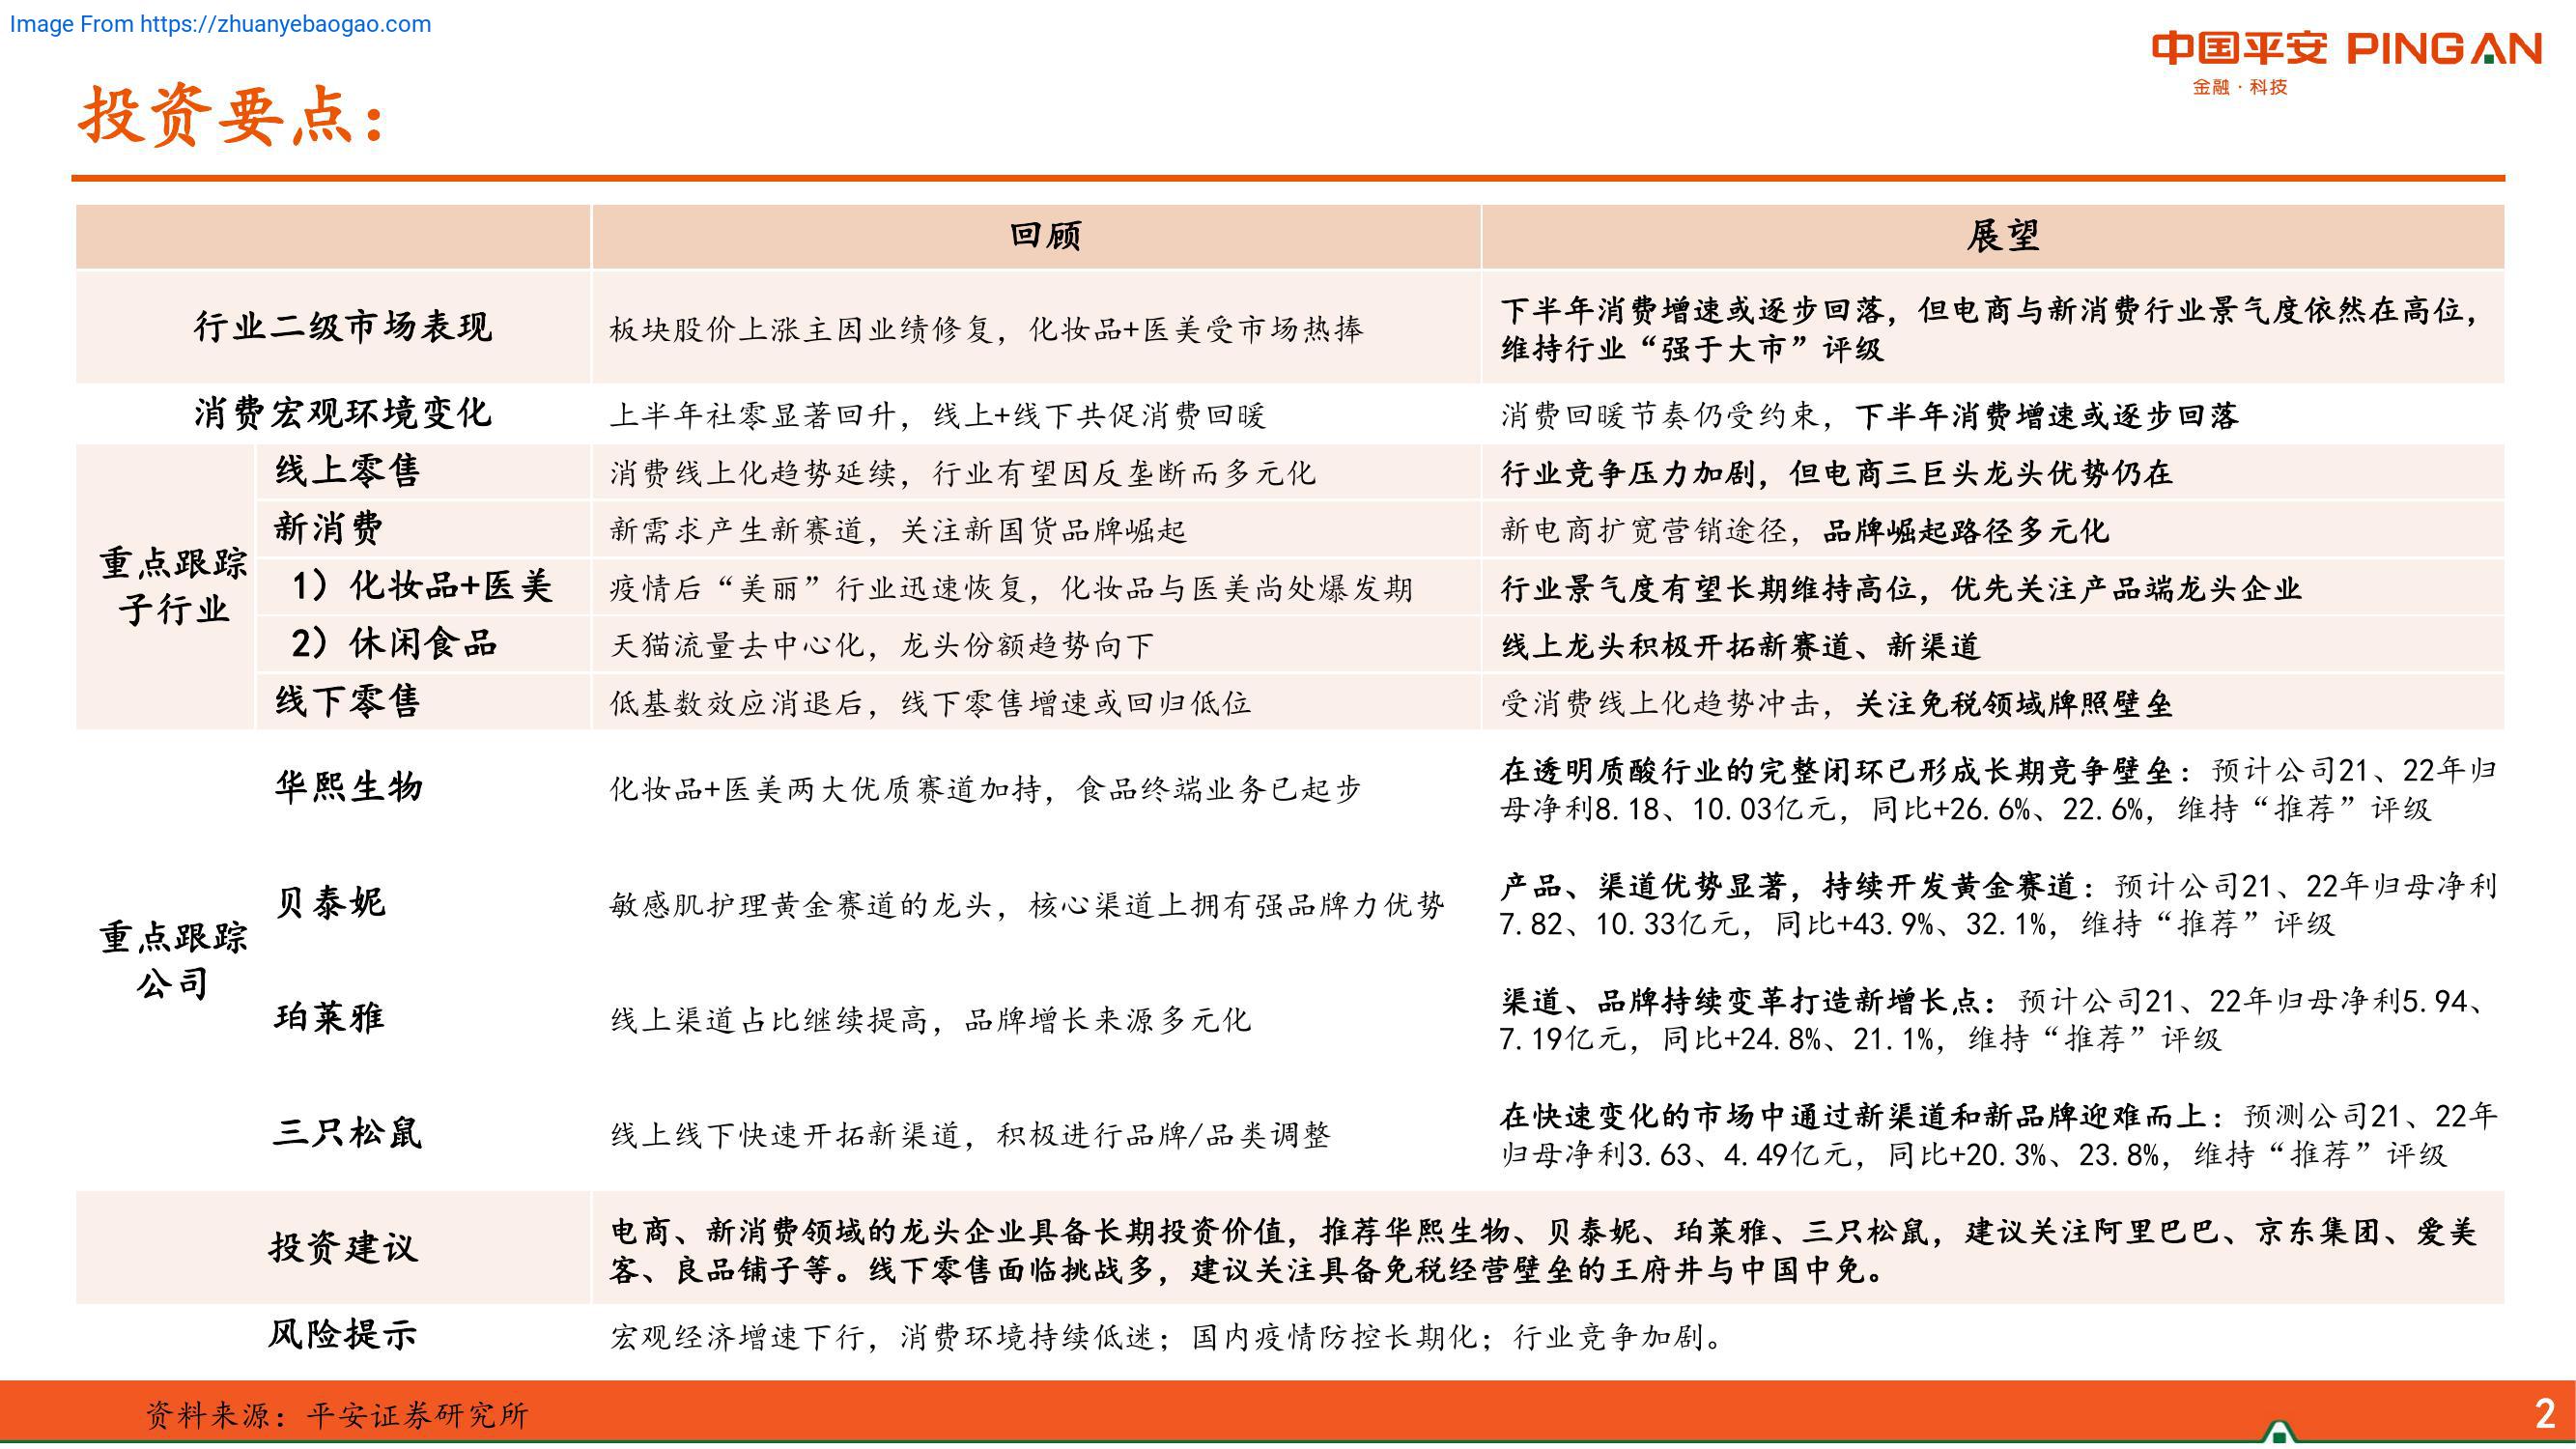 Image From https://zhuanyebaogao.com
中国平安 PING AN
金融·科技
投资要点：
回顾
展望
行业二级市场表现
板块股价上涨主因业绩修复，化妆品+医美受市场热捧
下半年消费增速或逐步回落，但电商与新消费行业景气度依然在高位，
维持行业“强于大市”评级
消费宏观环境变化
上半年社零显著回升，线上+线下共促消费回暖
消费回暖节奏仍受约束，下半年消费增速或逐步回落
重点跟踪
子行业
线上零售
消费线上化趋势延续，行业有望因反垄断而多元化
行业竞争压力加剧，但电商三巨头龙头优势仍在
新消费
新需求产生新赛道，关注新国货品牌崛起
新电商扩宽营销途径，品牌崛起路径多元化
1）化妆品+医美
疫情后“美丽”行业迅速恢复，化妆品与医美尚处爆发期
行业景气度有望长期维持高位，优先关注产品端龙头企业
2）休闲食品
天猫流量去中心化，龙头份额趋势向下
线上龙头积极开拓新赛道、新渠道
线下零售
低基数效应消退后，线下零售增速或回归低位
受消费线上化趋势冲击，关注免税领域牌照壁垒
重点跟踪
公司
华熙生物
化妆品+医美两大优质赛道加持，食品终端业务已起步
在透明质酸行业的完整闭环已形成长期竞争壁垒：预计公司21、22年归
母净利8.18、10.03亿元，同比+26.6%、22.6%，维持“推荐”评级
贝泰妮
敏感肌护理黄金赛道的龙头，核心渠道上拥有强品牌力优势
产品、渠道优势显著，持续开发黄金赛道：预计公司21、22年归母净利
7.82、10.33亿元，同比+43.9%、32.1%，维持“推荐”评级
珀莱雅
线上渠道占比继续提高，品牌增长来源多元化
渠道、品牌持续变革打造新增长点：预计公司21、22年归母净利5.94、
7.19亿元，同比+24.8%、21.1%，维持“推荐”评级
三只松鼠
线上线下快速开拓新渠道，积极进行品牌/品类调整
在快速变化的市场中通过新渠道和新品牌迎难而上：预测公司21、22年
归母净利3.63、4.49亿元，同比+20.3%、23.8%，维持“推荐”评级
投资建议
电商、新消费领域的龙头企业具备长期投资价值，推荐华熙生物、贝泰妮、珀莱雅、三只松鼠，建议关注阿里巴巴、京东集团、爱美
客、良品铺子等。线下零售面临挑战多，建议关注具备免税经营壁垒的王府井与中国中免。
风险提示
宏观经济增速下行，消费环境持续低迷；国内疫情防控长期化；行业竞争加剧。
资料来源：平安证券研究所
2